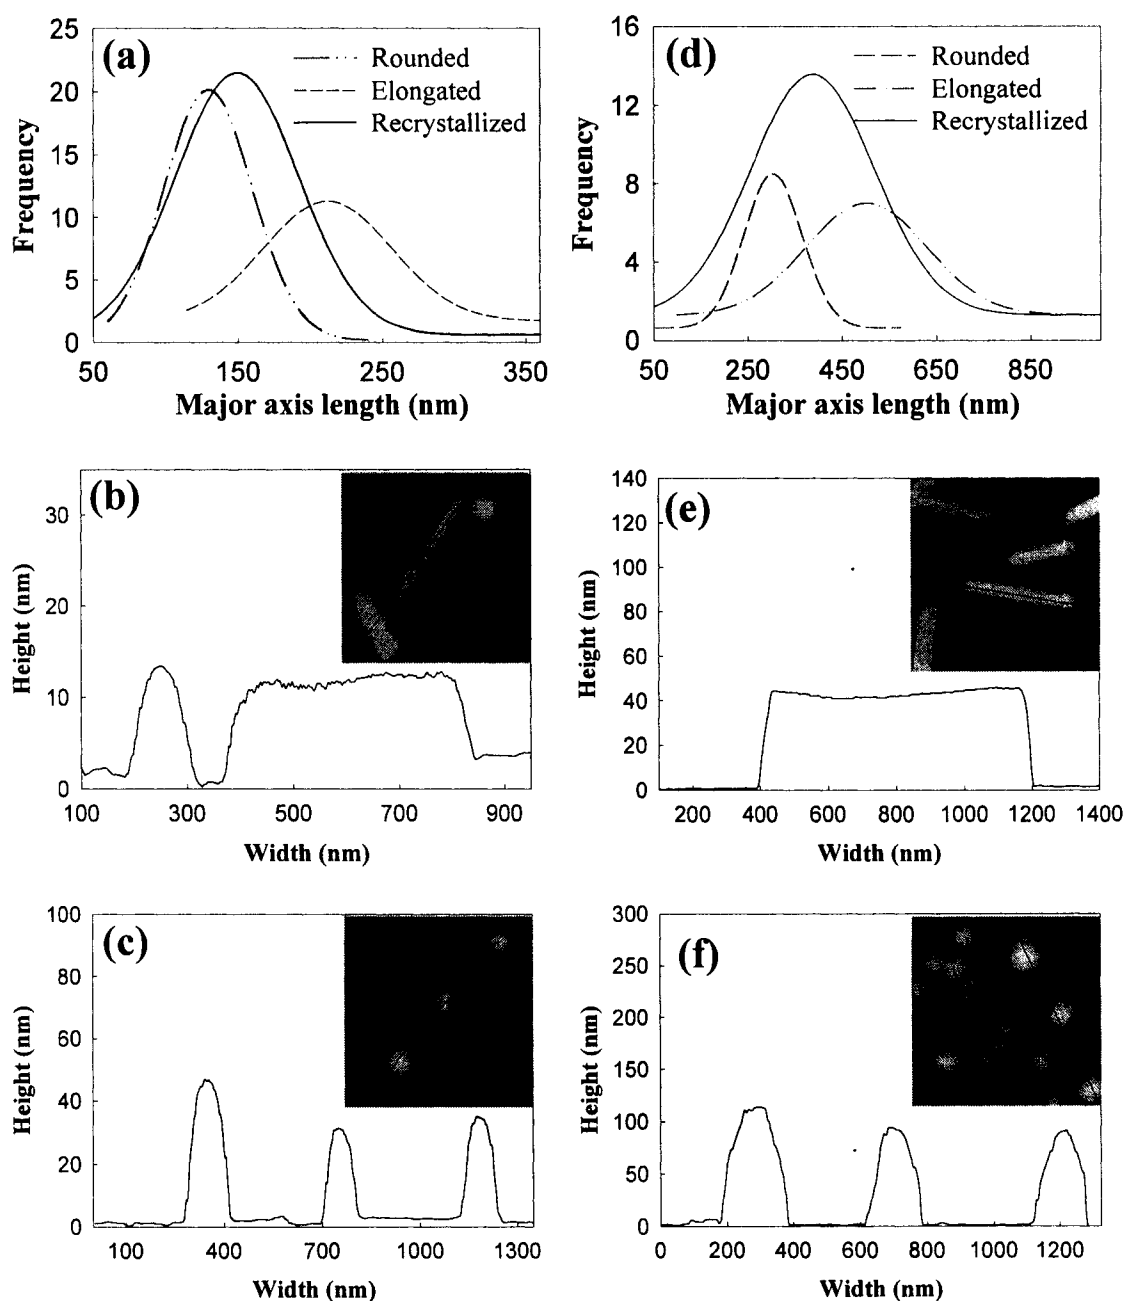 (a)
Rounded
Elongated
Recrystallized
25
20
15
10
5
0
Frequency
50 150 250 350
Major axis length (nm)
(d)
Rounded
Elongated
Recrystallized
16
12
8
4
0
Frequency
50 250 450 650 850
Major axis length (nm)
(b)
30
20
10
0
Height (nm)
100 300 500 700 900
Width (nm)
(e)
140
120
100
80
60
40
20
0
Height (nm)
200 400 600 800 1000 1200 1400
Width (nm)
(c)
100
80
60
40
20
0
Height (nm)
100 400 700 1000 1300
Width (nm)
(f)
300
250
200
150
100
50
0
Height (nm)
0 200 400 600 800 1000 1200
Width (nm)